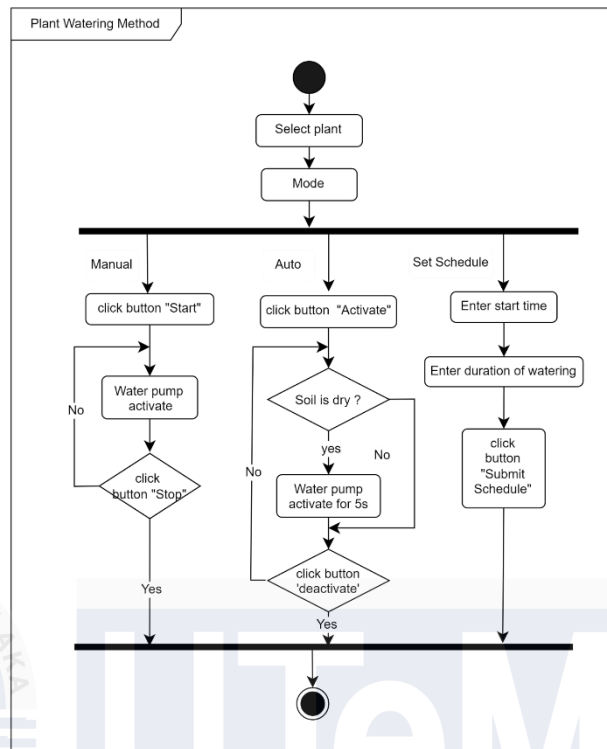 Plant Watering Method
Select plant
Mode
Manual
Auto
Set Schedule
click button "Start"
click button "Activate"
Enter start time
Water pump
activate
No
Soil is dry ?
Enter duration of watering
yes
No
click
button
"Submit
Schedule"
click
button "Stop"
No
Water pump
activate for 5s
click button
'deactivate'
Yes
Yes
AKA
UTeM